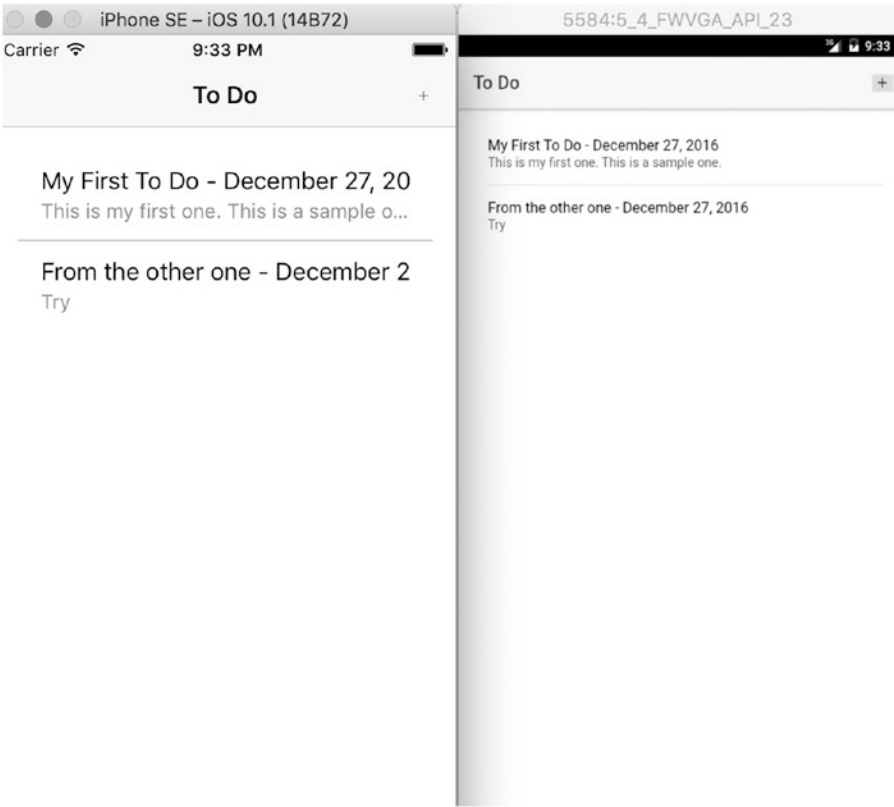 iPhone SE – iOS 10.1 (14B72)
Carrier 9:33 PM
To Do +
My First To Do - December 27, 20
This is my first one. This is a sample o...
From the other one - December 2
Try
5584:5_4_FWVGA_API_23
3G 9:33
To Do +
My First To Do - December 27, 2016
This is my first one. This is a sample one.
From the other one - December 27, 2016
Try